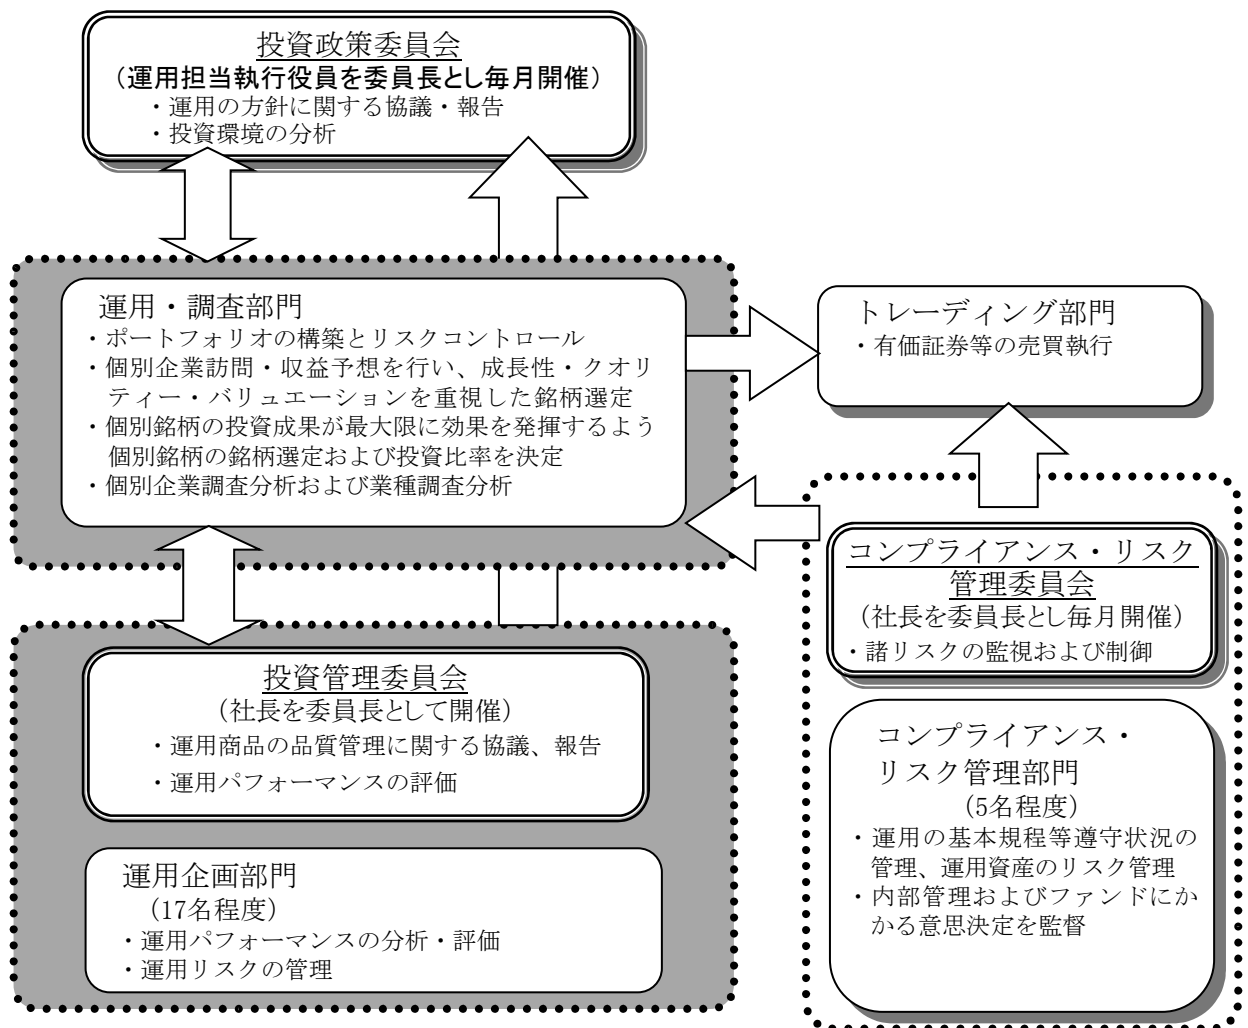 投資政策委員会
(運用担当執行役員を委員長とし毎月開催)
・運用の方針に関する協議・報告
・投資環境の分析
運用・調査部門
・ポートフォリオの構築とリスクコントロール
・個別企業訪問・収益予想を行い、成長性・クオリ
ティー・バリュエーションを重視した銘柄選定
・個別銘柄の投資成果が最大限に効果を発揮するよう
個別銘柄の銘柄選定および投資比率を決定
・個別企業調査分析および業種調査分析
トレーディング部門
・有価証券等の売買執行
コンプライアンス・リスク
管理委員会
(社長を委員長とし毎月開催)
・諸リスクの監視および制御
投資管理委員会
(社長を委員長として開催)
・運用商品の品質管理に関する協議、報告
・運用パフォーマンスの評価
コンプライアンス・
リスク管理部門
(5名程度)
・運用の基本規程等遵守状況の
管理、運用資産のリスク管理
・内部管理およびファンドにか
かる意思決定を監督
運用企画部門
(17名程度)
・運用パフォーマンスの分析・評価
・運用リスクの管理